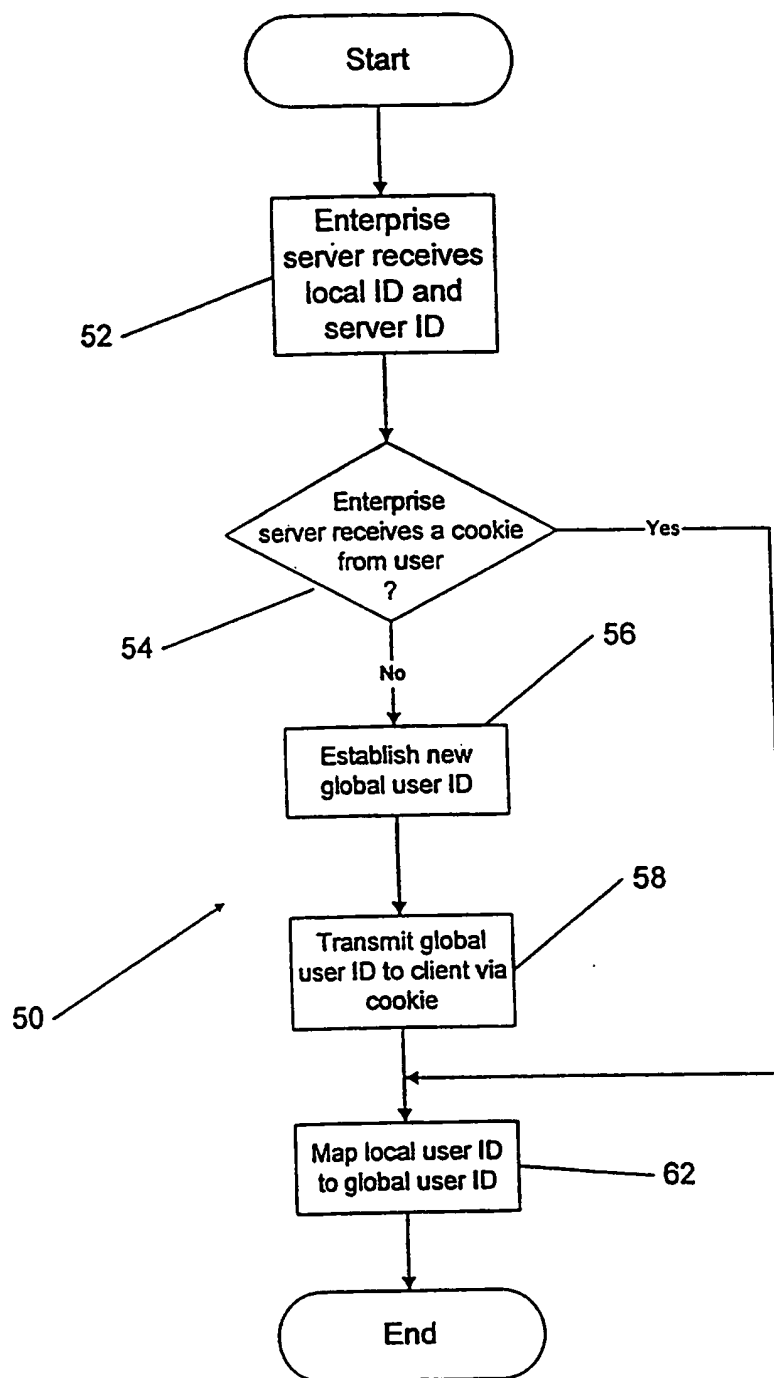 Start
Enterprise
server receives
local ID and
server ID
52
Enterprise
server receives a cookie
from user
?
Yes
54
No
56
Establish new
global user ID
58
Transmit global
user ID to client via
cookie
50
Map local user ID
to global user ID
62
End